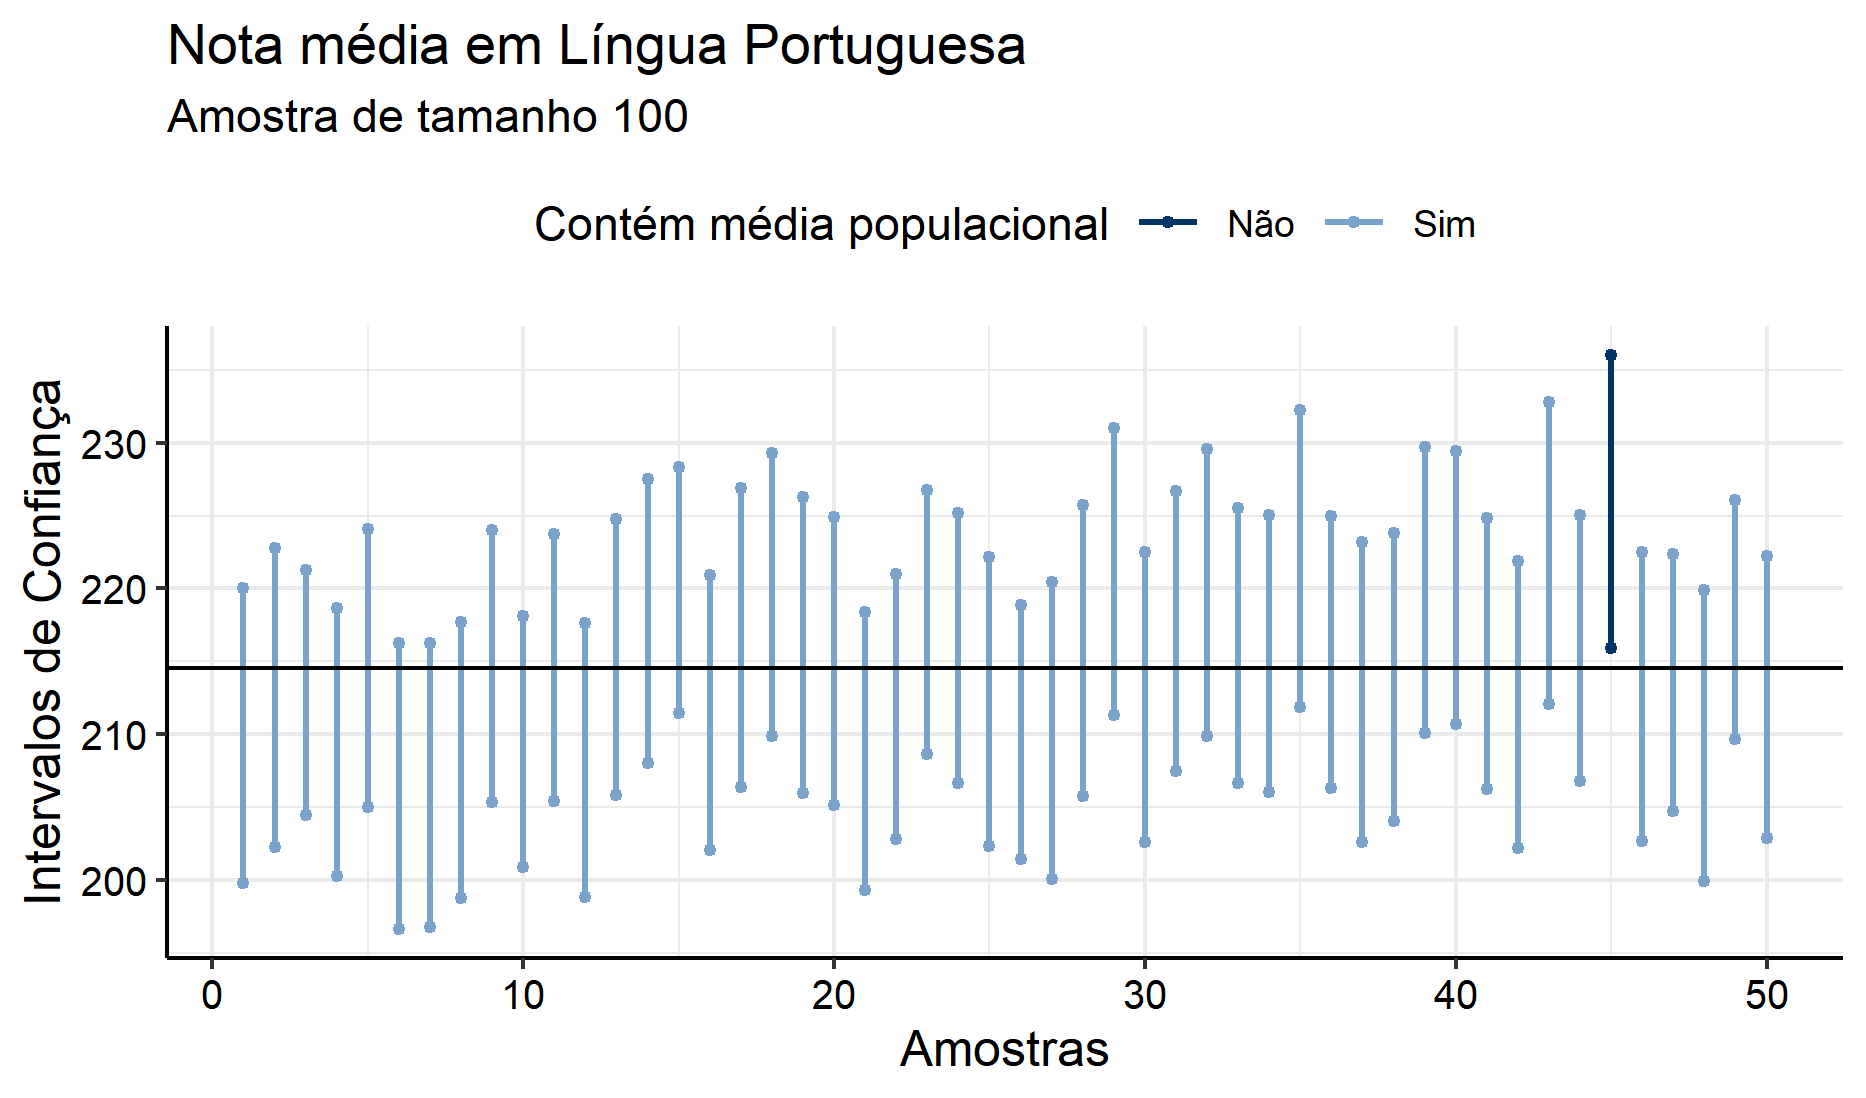 Nota média em Língua Portuguesa
Amostra de tamanho 100
Contém média populacional Não Sim
Intervalos de Confiança
230
220
210
200
0 10 20 30 40 50
Amostras